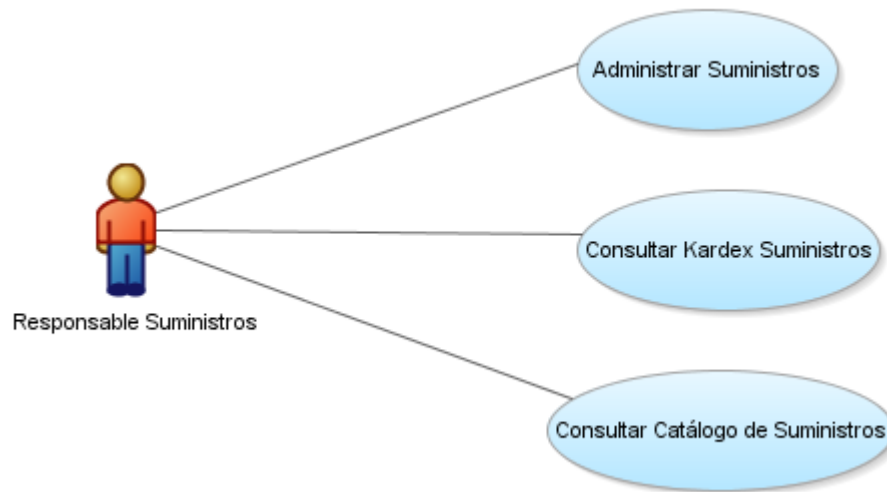 Administrar Suministros
Consultar Kardex Suministros
Responsable Suministros
Consultar Catálogo de Suministros